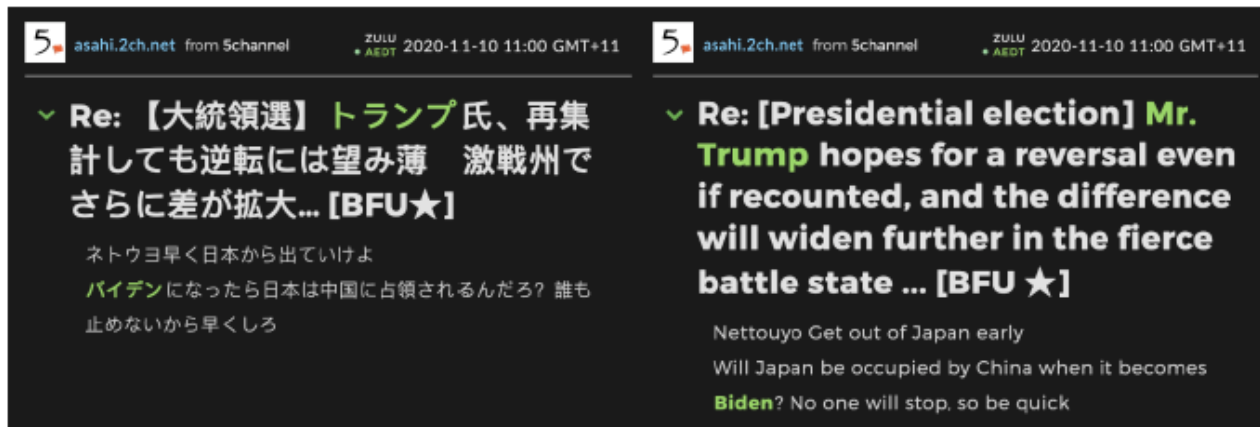 5 asahi.2ch.net from 5channel
ZULU
AEDT 2020-11-10 11:00 GMT+11
Re: 【大統領選】トランプ氏、再集
計しても逆転には望み薄　激戦州で
さらに差が拡大... [BFU★]
ネトウヨ早く日本から出ていけよ
バイデンになったら日本は中国に占領されるんだろ？誰も
止めないから早くしろ
5 asahi.2ch.net from 5channel
ZULU
AEDT 2020-11-10 11:00 GMT+11
Re: [Presidential election] Mr.
Trump hopes for a reversal even
if recounted, and the difference
will widen further in the fierce
battle state ... [BFU ★]
Nettouyo Get out of Japan early
Will Japan be occupied by China when it becomes
Biden? No one will stop, so be quick